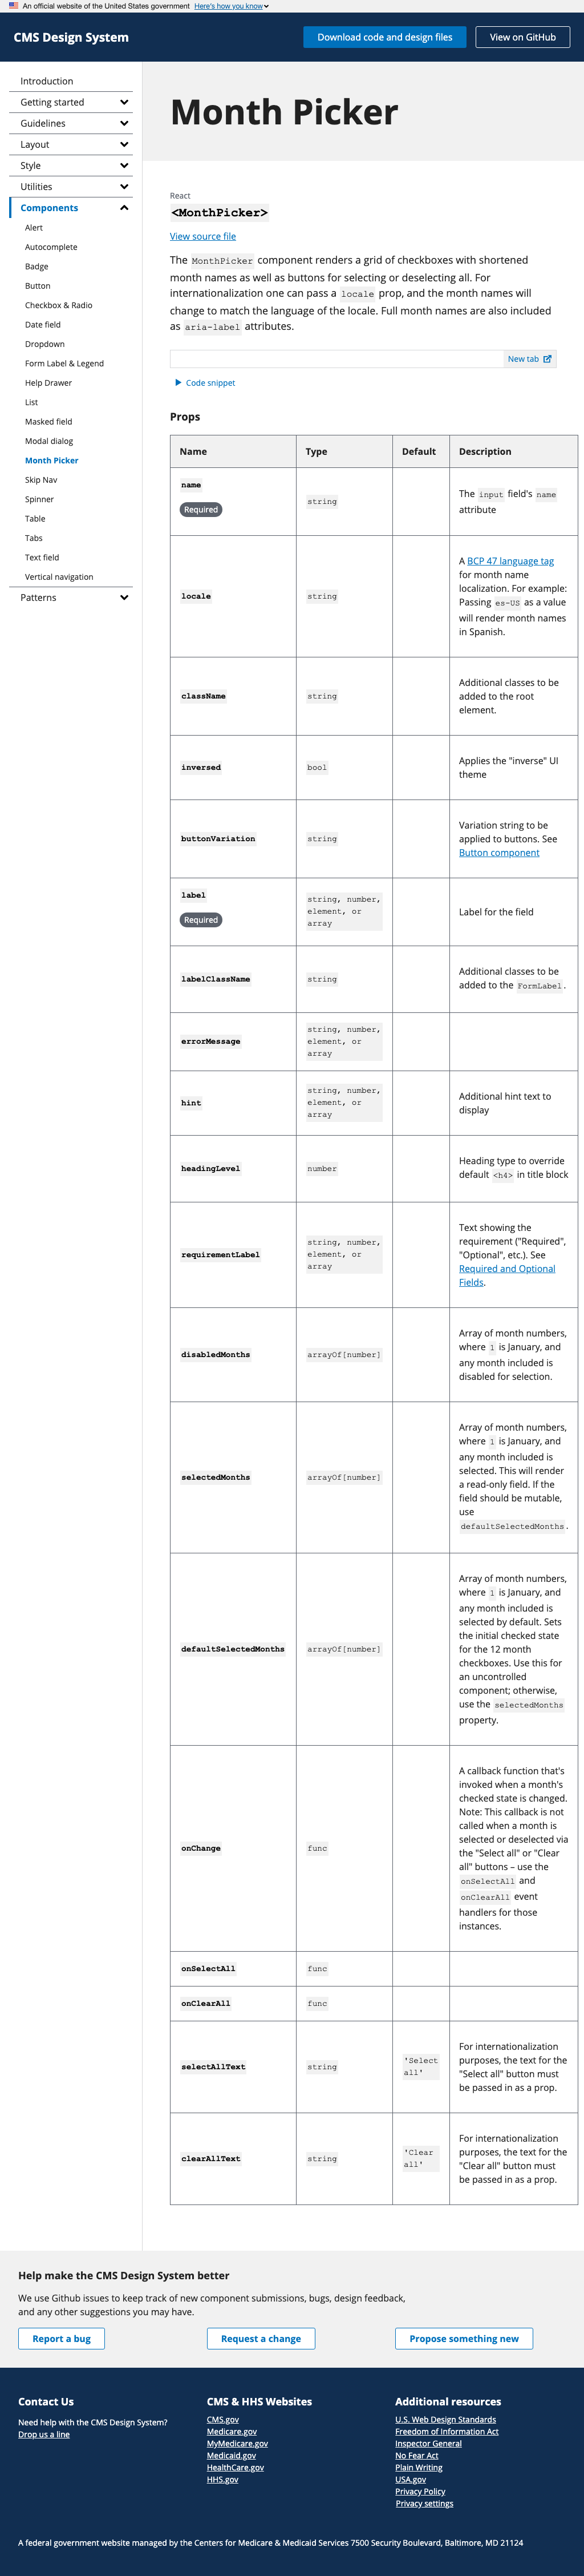 An official website of the United States government Here's how you know
CMS Design System
Download code and design files
View on GitHub
Introduction
Getting started
Guidelines
Layout
Style
Utilities
Components
Alert
Autocomplete
Badge
Button
Checkbox & Radio
Date field
Dropdown
Form Label & Legend
Help Drawer
List
Masked field
Modal dialog
Month Picker
Skip Nav
Spinner
Table
Tabs
Text field
Vertical navigation
Patterns
Month Picker
React
<MonthPicker>
View source file
The MonthPicker component renders a grid of checkboxes with shortened
month names as well as buttons for selecting or deselecting all. For
internationalization one can pass a locale prop, and the month names will
change to match the language of the locale. Full month names are also included
as aria-label attributes.
New tab
Code snippet
Props
Name Type Default Description
name
Required
string
The input field's name
attribute
locale
string
A BCP 47 language tag
for month name
localization. For example:
Passing es-US as a value
will render month names
in Spanish.
className
string
Additional classes to be
added to the root
element.
inversed
bool
Applies the "inverse" UI
theme
buttonVariation
string
Variation string to be
applied to buttons. See
Button component
label
Required
string, number,
element, or
array
Label for the field
labelClassName
string
Additional classes to be
added to the FormLabel.
errorMessage
string, number,
element, or
array
hint
string, number,
element, or
array
Additional hint text to
display
headingLevel
number
Heading type to override
default <h4> in title block
requirementLabel
string, number,
element, or
array
Text showing the
requirement ("Required",
"Optional", etc.). See
Required and Optional
Fields.
disabledMonths
arrayOf[number]
Array of month numbers,
where 1 is January, and
any month included is
disabled for selection.
selectedMonths
arrayOf[number]
Array of month numbers,
where 1 is January, and
any month included is
selected. This will render
a read-only field. If the
field should be mutable,
use
defaultSelectedMonths.
defaultSelectedMonths
arrayOf[number]
Array of month numbers,
where 1 is January, and
any month included is
selected by default. Sets
the initial checked state
for the 12 month
checkboxes. Use this for
an uncontrolled
component; otherwise,
use the selectedMonths
property.
onChange
func
A callback function that's
invoked when a month's
checked state is changed.
Note: This callback is not
called when a month is
selected or deselected via
the "Select all" or "Clear
all" buttons – use the
onSelectAll and
onClearAll event
handlers for those
instances.
onSelectAll
func
onClearAll
func
selectAllText
string
'Select
all'
For internationalization
purposes, the text for the
"Select all" button must
be passed in as a prop.
clearAllText
string
'Clear
all'
For internationalization
purposes, the text for the
"Clear all" button must
be passed in as a prop.
Help make the CMS Design System better
We use Github issues to keep track of new component submissions, bugs, design feedback,
and any other suggestions you may have.
Report a bug
Request a change
Propose something new
Contact Us
Need help with the CMS Design System?
Drop us a line
CMS & HHS Websites
CMS.gov
Medicare.gov
MyMedicare.gov
Medicaid.gov
HealthCare.gov
HHS.gov
Additional resources
U.S. Web Design Standards
Freedom of Information Act
Inspector General
No Fear Act
Plain Writing
USA.gov
Privacy Policy
Privacy settings
A federal government website managed by the Centers for Medicare & Medicaid Services 7500 Security Boulevard, Baltimore, MD 21124